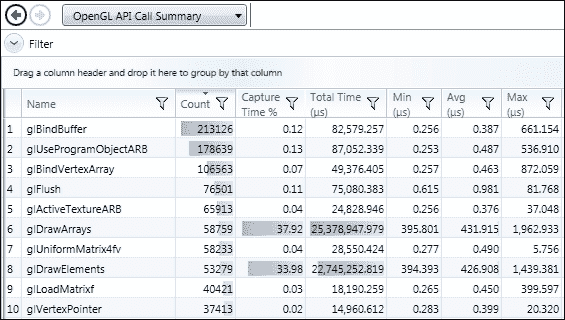 OpenGL API Call Summary
Filter
Drag a column header and drop it here to group by that column
Name Count Capture Time % Total Time (µs) Min (µs) Avg (µs) Max (µs)
1 glBindBuffer 213126 0.12 82,579.257 0.256 0.387 661.154
2 glUseProgramObjectARB 178639 0.13 87,052.339 0.253 0.487 536.910
3 glBindVertexArray 106563 0.07 49,376.405 0.257 0.463 872.059
4 glFlush 76501 0.11 75,080.383 0.615 0.981 81.768
5 glActiveTextureARB 65913 0.04 24,828.946 0.256 0.376 37.048
6 glDrawArrays 58759 37.92 25,378,947.979 395.801 431.915 1,962.933
7 glUniformMatrix4fv 58233 0.04 28,550.424 0.277 0.490 5.756
8 glDrawElements 53279 33.98 22,745,252.819 394.393 426.908 1,439.381
9 glLoadMatrixf 40421 0.03 18,190.259 0.265 0.450 399.597
10 glVertexPointer 37413 0.02 14,960.612 0.283 0.399 20.320